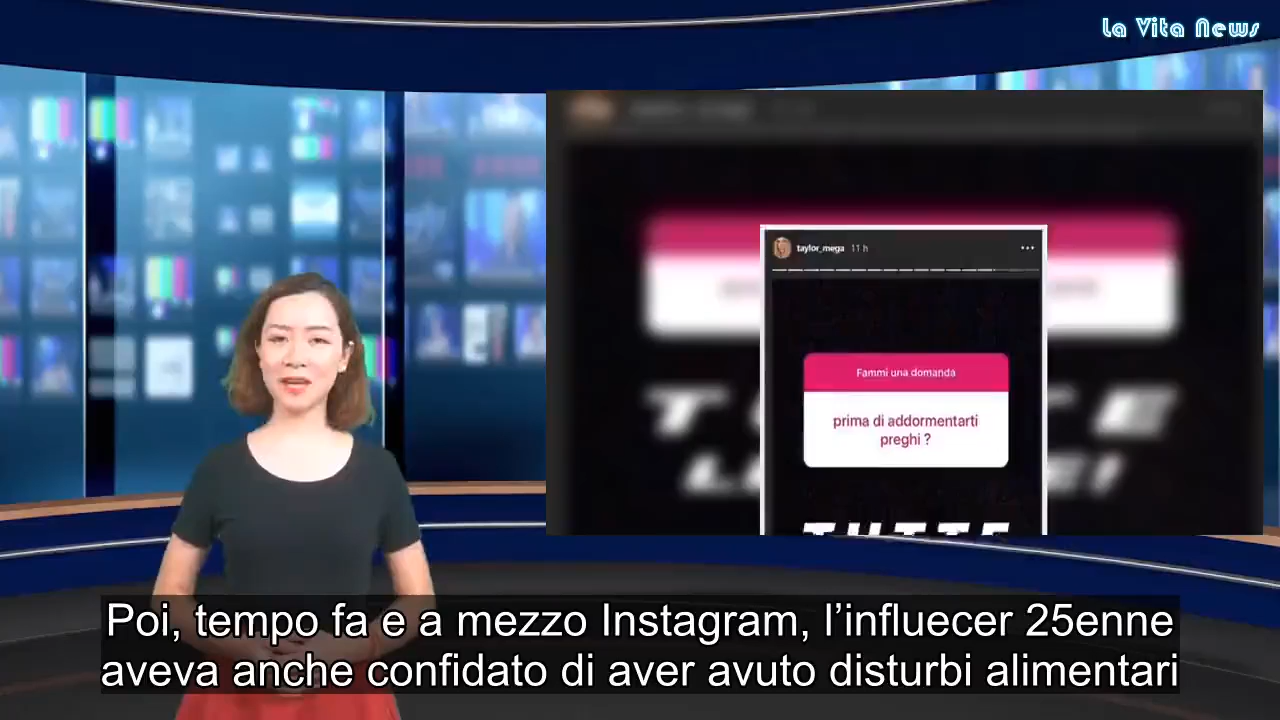 La Vita News
taylor_mega 11 h
Fammi una domanda
prima di addormentarti
preghi ?
TUTTE
Poi, tempo fa e a mezzo Instagram, l’influecer 25enne
aveva anche confidato di aver avuto disturbi alimentari